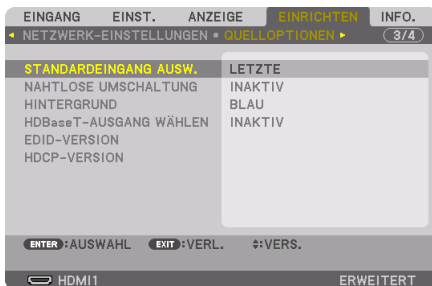 EINGANG EINST. ANZEIGE EINRICHTEN INFO.
NETZWERK-EINSTELLUNGEN • QUELLOPTIONEN 3/4
STANDARDEINGANG AUSW. LETZTE
NAHTLOSE UMSCHALTUNG INAKTIV
HINTERGRUND BLAU
HDBaseT-AUSGANG WÄHLEN INAKTIV
EDID-VERSION
HDCP-VERSION
ENTER:AUSWAHL EXIT:VERL. :VERS.
HDMI1 ERWEITERT